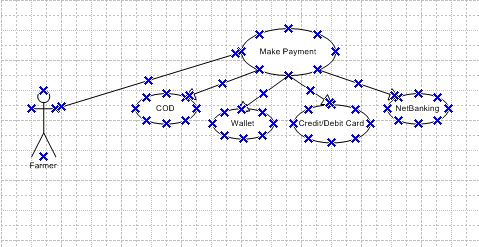 Make Payment
COD
NetBanking
Wallet
Credit/Debit Card
Farmer